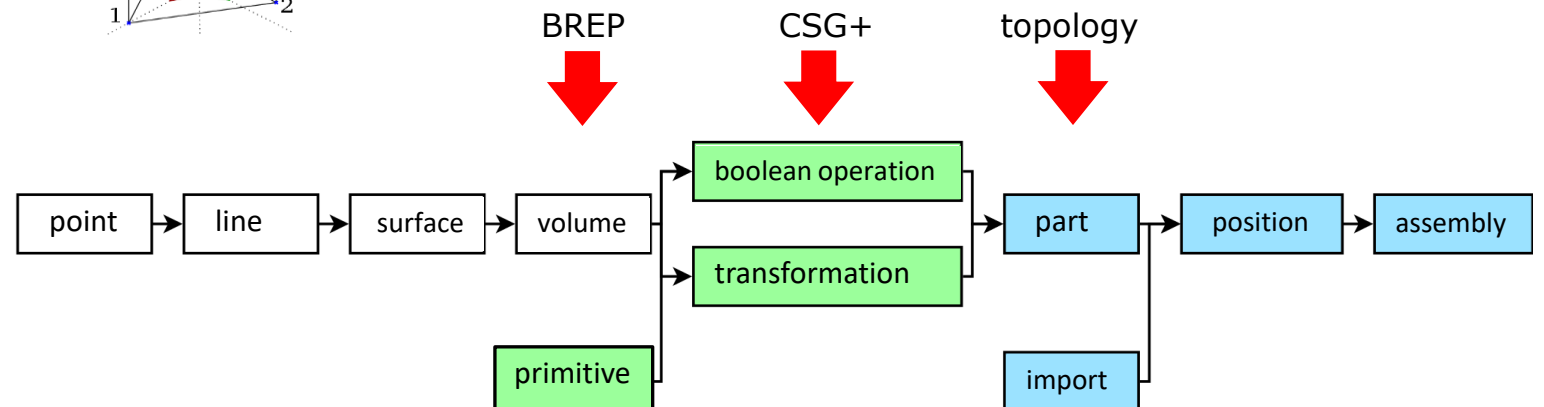 1
2
BREP
CSG+
topology
boolean operation
point
line
surface
volume
part
position
assembly
transformation
primitive
import